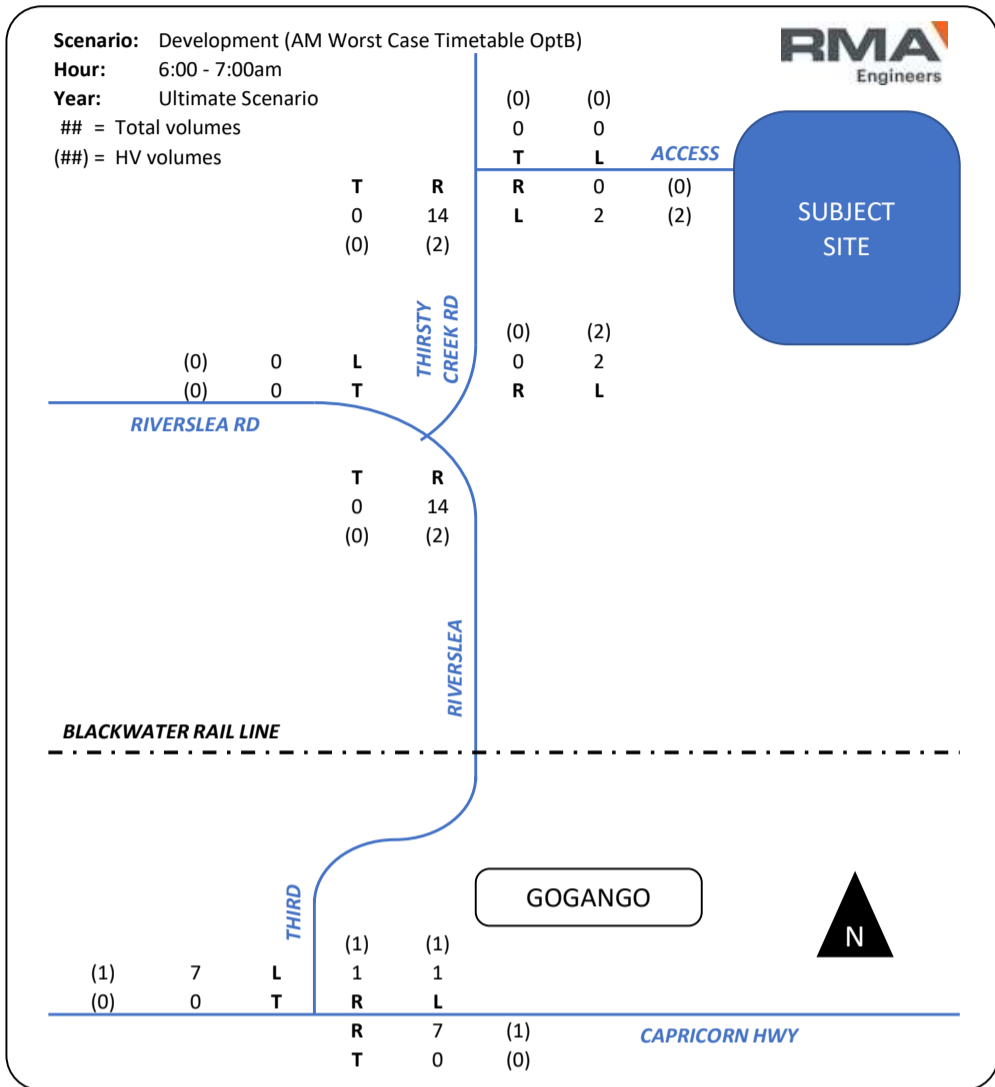 Scenario: Development (AM Worst Case Timetable OptB)
Hour: 6:00 - 7:00am
Year: Ultimate Scenario
## = Total volumes
(##) = HV volumes
RMA
Engineers
(0) (0)
0 0
T L ACCESS
T R R 0 (0)
0 14 L 2 (2)
(0) (2)
SUBJECT
SITE
THIRSTY
CREEK RD
(0) (2)
(0) 0 L 0 2
(0) 0 T R L
RIVERSLEA RD
T R
0 14
(0) (2)
RIVERSLEA
BLACKWATER RAIL LINE
GOGANGO
THIRD
N
(1) (1)
(1) 7 L 1 1
(0) 0 T R L
R 7 (1) CAPRICORN HWY
T 0 (0)